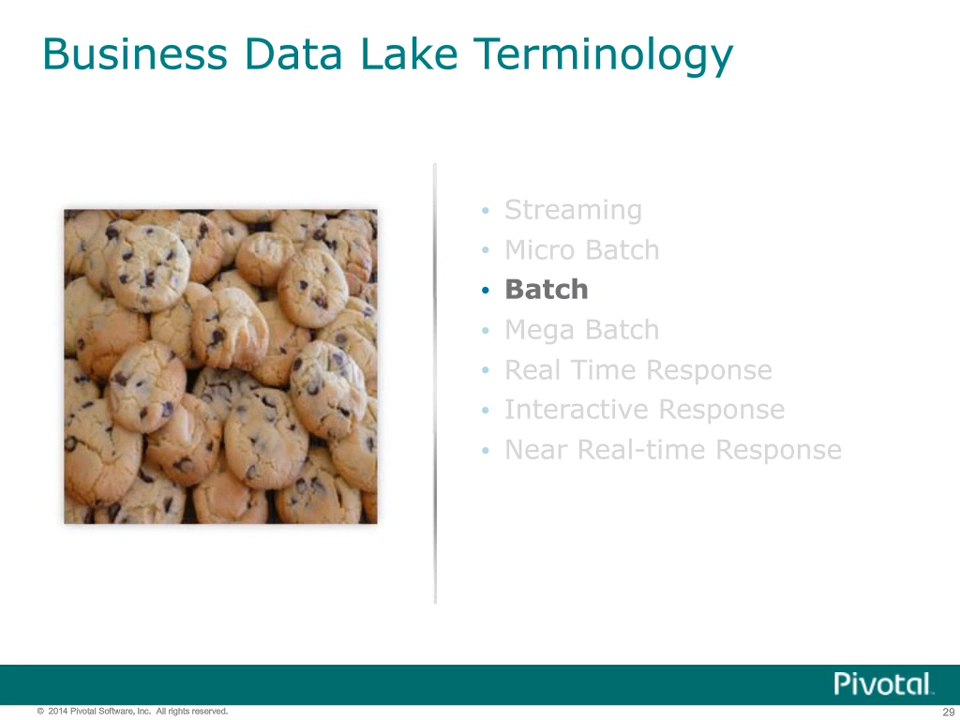 Business Data Lake Terminology
• Streaming
• Micro Batch
• Batch
• Mega Batch
• Real Time Response
• Interactive Response
• Near Real-time Response
Pivotal™
© 2014 Pivotal Software, Inc. All rights reserved.
29